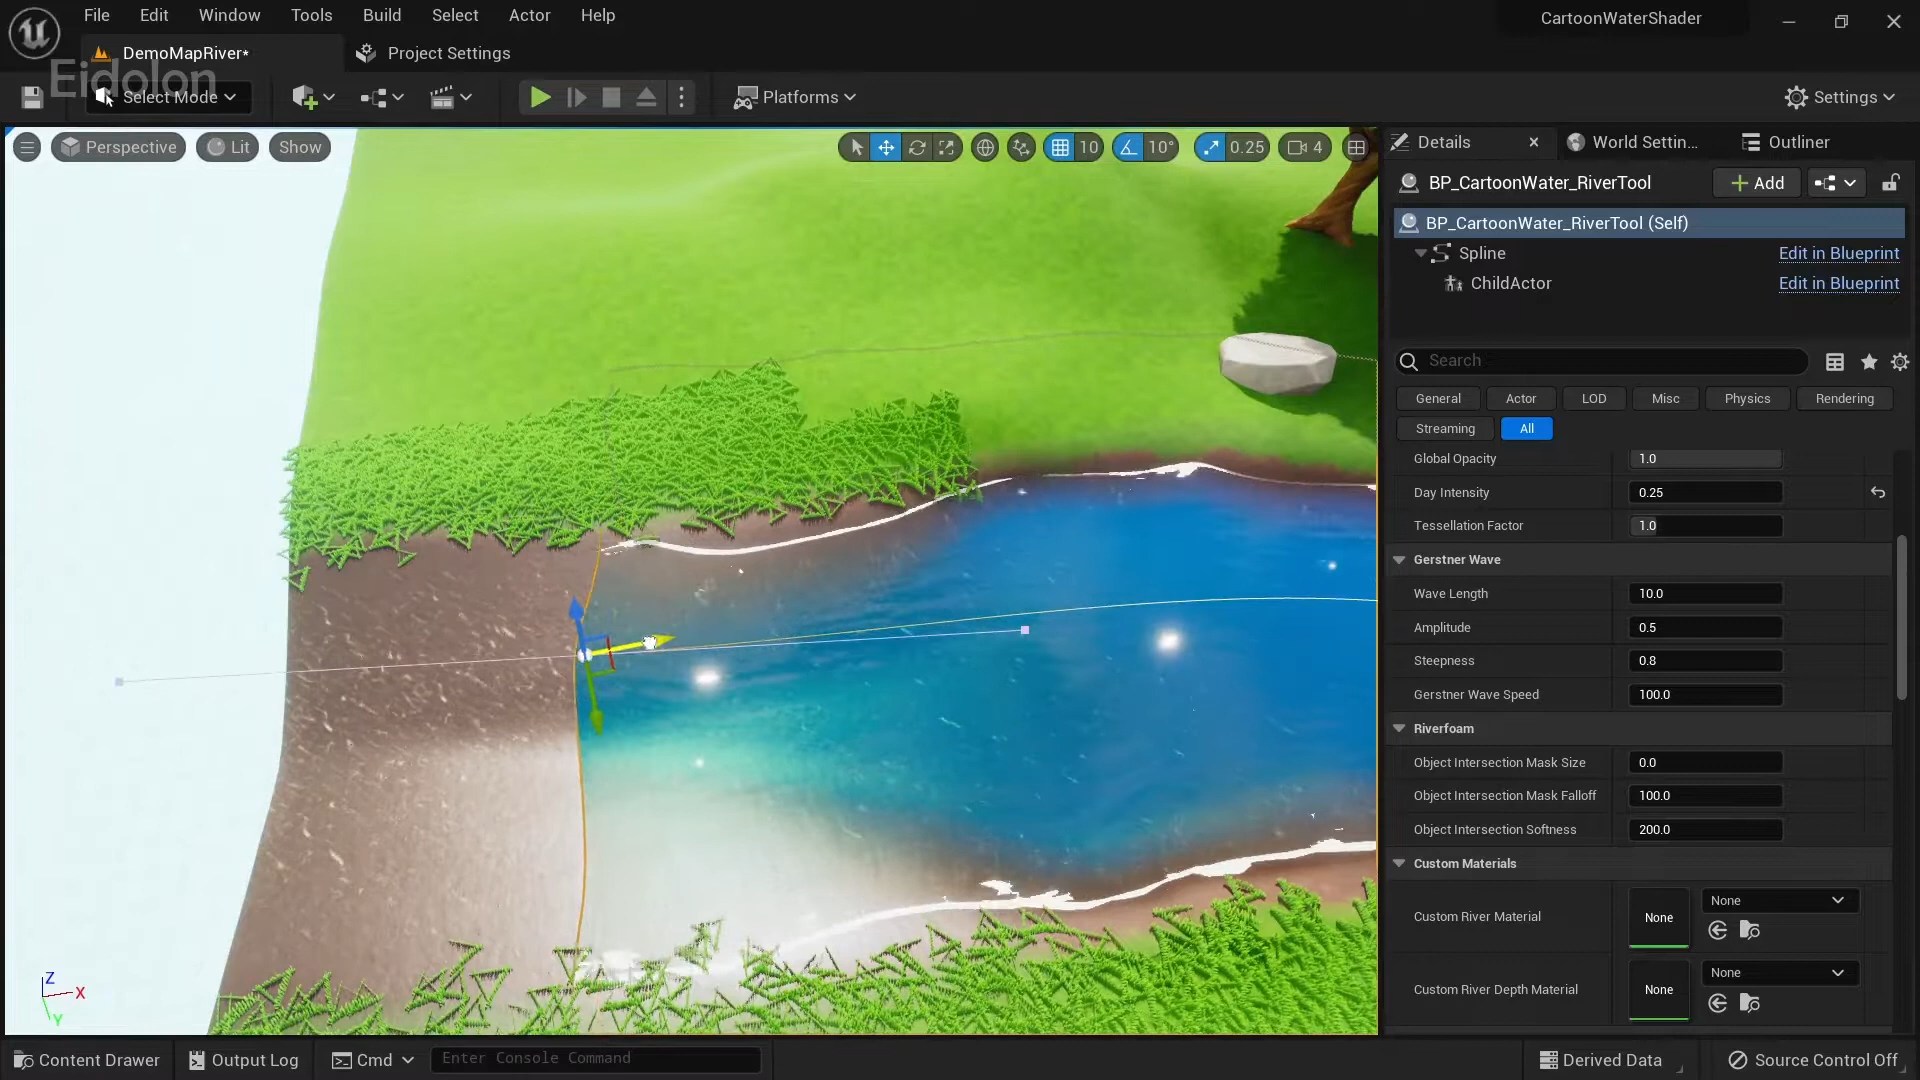 File Edit Window Tools Build Select Actor Help
CartoonWaterShader
DemoMapRiver*
Project Settings
Eidolon
Select Mode
Platforms
Settings
Perspective
Lit
Show
10
10°
0.25
4
Details
World Settin...
Outliner
BP_CartoonWater_RiverTool
Add
BP_CartoonWater_RiverTool (Self)
Spline Edit in Blueprint
ChildActor Edit in Blueprint
Search
General Actor LOD Misc Physics Rendering
Streaming All
Global Opacity 1.0
Day Intensity 0.25
Tessellation Factor 1.0
Gerstner Wave
Wave Length 10.0
Amplitude 0.5
Steepness 0.8
Gerstner Wave Speed 100.0
Riverfoam
Object Intersection Mask Size 0.0
Object Intersection Mask Falloff 100.0
Object Intersection Softness 200.0
Custom Materials
None
Custom River Material None
None
Custom River Depth Material None
Z
X
Y
Content Drawer
Output Log
Cmd
Enter Console Command
Derived Data
Source Control Off